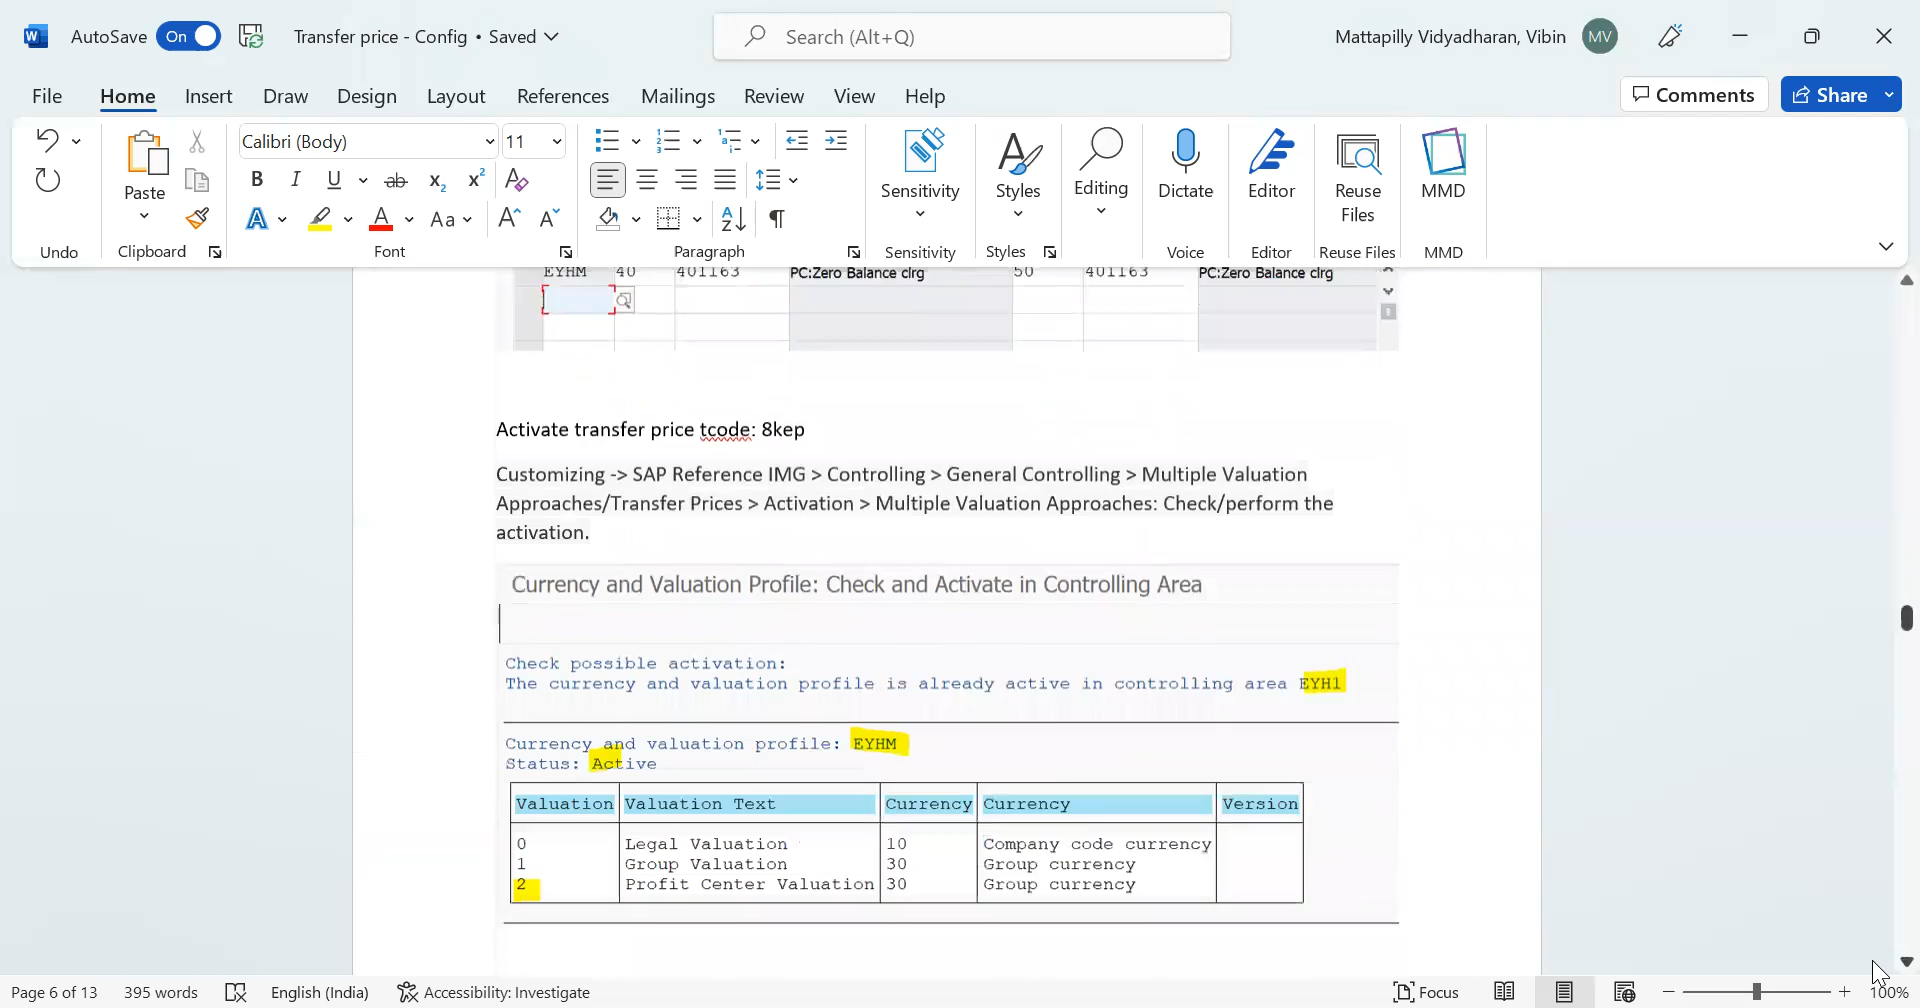 AutoSave On Transfer price - Config • Saved Search (Alt+Q) Mattapilly Vidyadharan, Vibin MV
File Home Insert Draw Design Layout References Mailings Review View Help Comments Share
Calibri (Body) 11
Paste Sensitivity Styles Editing Dictate Editor Reuse Files MMD
Undo Clipboard Font Paragraph Sensitivity Styles Voice Editor Reuse Files MMD
EYHM 40 401163 PC:Zero Balance clrg 50 401163 PC:Zero Balance clrg
Activate transfer price tcode: 8kep
Customizing -> SAP Reference IMG > Controlling > General Controlling > Multiple Valuation
Approaches/Transfer Prices > Activation > Multiple Valuation Approaches: Check/perform the
activation.
Currency and Valuation Profile: Check and Activate in Controlling Area
Check possible activation:
The currency and valuation profile is already active in controlling area EYH1
Currency and valuation profile: EYHM
Status: Active
Valuation Valuation Text Currency Currency Version
0 Legal Valuation 10 Company code currency
1 Group Valuation 30 Group currency
2 Profit Center Valuation 30 Group currency
Page 6 of 13 395 words English (India) Accessibility: Investigate Focus 100%